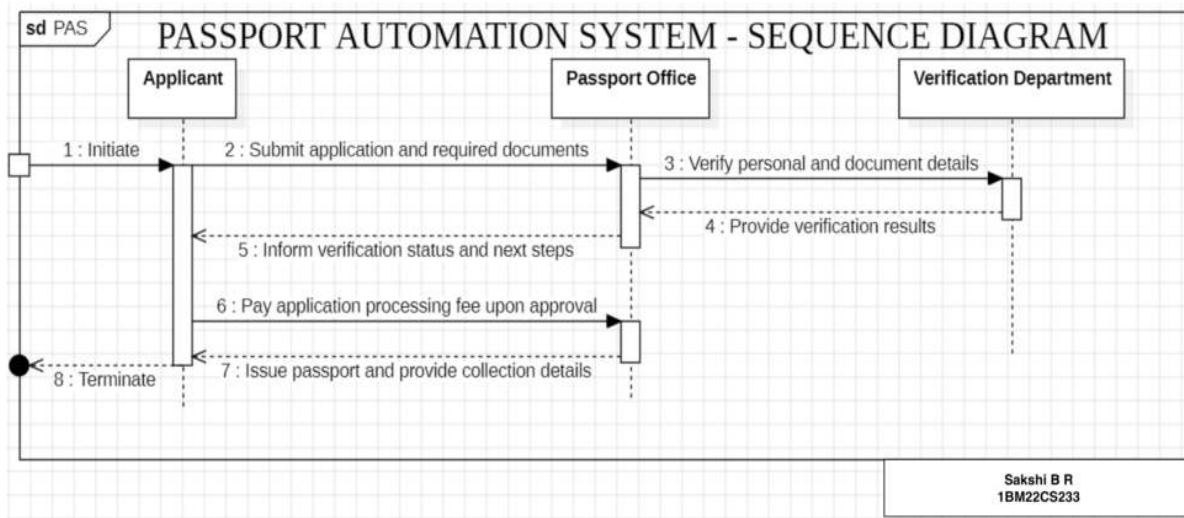 sd PAS
PASSPORT AUTOMATION SYSTEM - SEQUENCE DIAGRAM
Applicant
Passport Office
Verification Department
1 : Initiate
2 : Submit application and required documents
3 : Verify personal and document details
4 : Provide verification results
5 : Inform verification status and next steps
6 : Pay application processing fee upon approval
7 : Issue passport and provide collection details
8 : Terminate
Sakshi B R
1BM22CS233